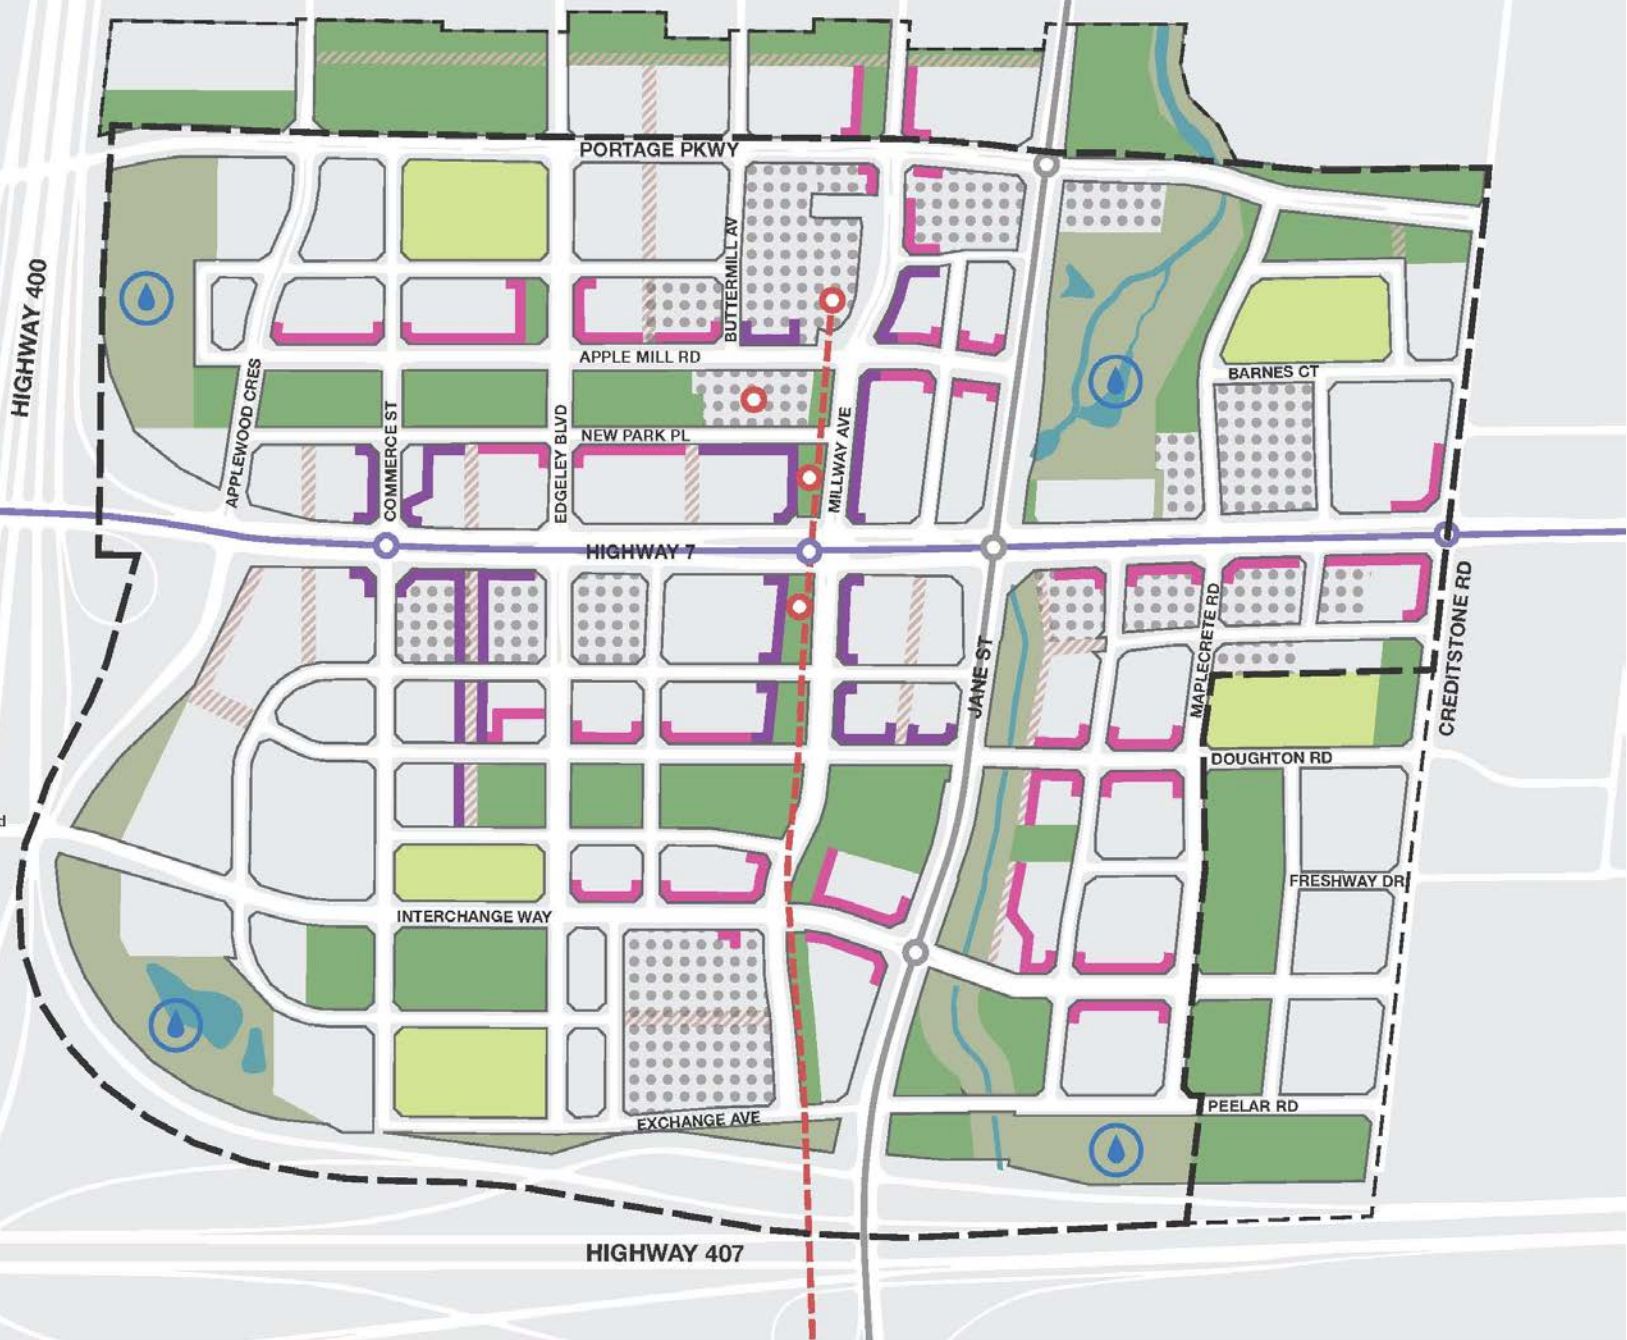 PORTAGE PKWY
HIGHWAY 400
BUTTERMILL AV
APPLE MILL RD
BARNES CT
APPLEWOOD CRES
COMMERCE ST
EDGELEY BLVD
NEW PARK PL
MILLWAY AVE
HIGHWAY 7
JANE ST
MAPLECRETE RD
CREDITSTONE RD
DOUGHTON RD
d
FRESHWAY DR
INTERCHANGE WAY
EXCHANGE AVE
PEELAR RD
HIGHWAY 407